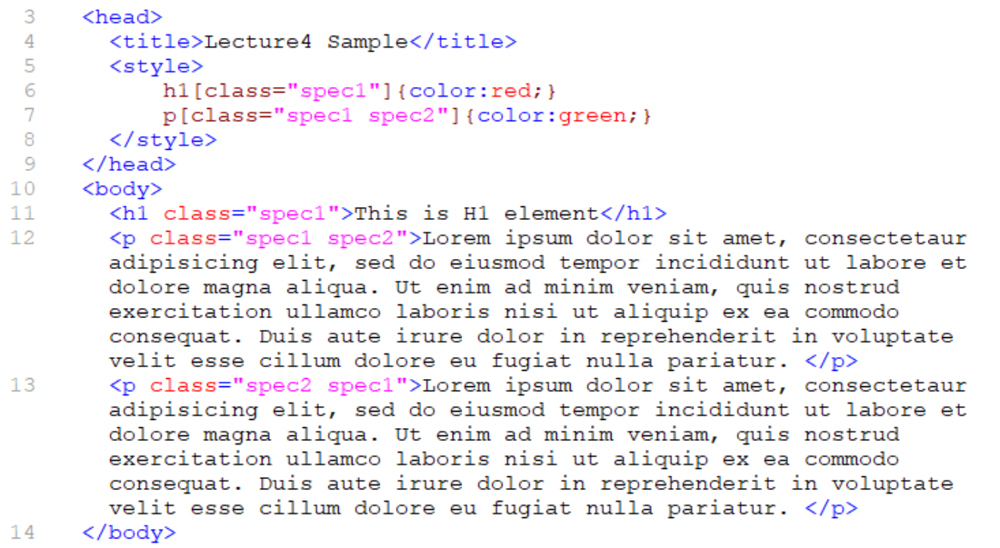 3 <head>
4 <title>Lecture4 Sample</title>
5 <style>
6 h1[class="spec1"]{color:red;}
7 p[class="spec1 spec2"]{color:green;}
8 </style>
9 </head>
10 <body>
11 <h1 class="spec1">This is H1 element</h1>
12 <p class="spec1 spec2">Lorem ipsum dolor sit amet, consectetaur
adipisicing elit, sed do eiusmod tempor incididunt ut labore et
dolore magna aliqua. Ut enim ad minim veniam, quis nostrud
exercitation ullamco laboris nisi ut aliquip ex ea commodo
consequat. Duis aute irure dolor in reprehenderit in voluptate
velit esse cillum dolore eu fugiat nulla pariatur. </p>
13 <p class="spec2 spec1">Lorem ipsum dolor sit amet, consectetaur
adipisicing elit, sed do eiusmod tempor incididunt ut labore et
dolore magna aliqua. Ut enim ad minim veniam, quis nostrud
exercitation ullamco laboris nisi ut aliquip ex ea commodo
consequat. Duis aute irure dolor in reprehenderit in voluptate
velit esse cillum dolore eu fugiat nulla pariatur. </p>
14 </body>